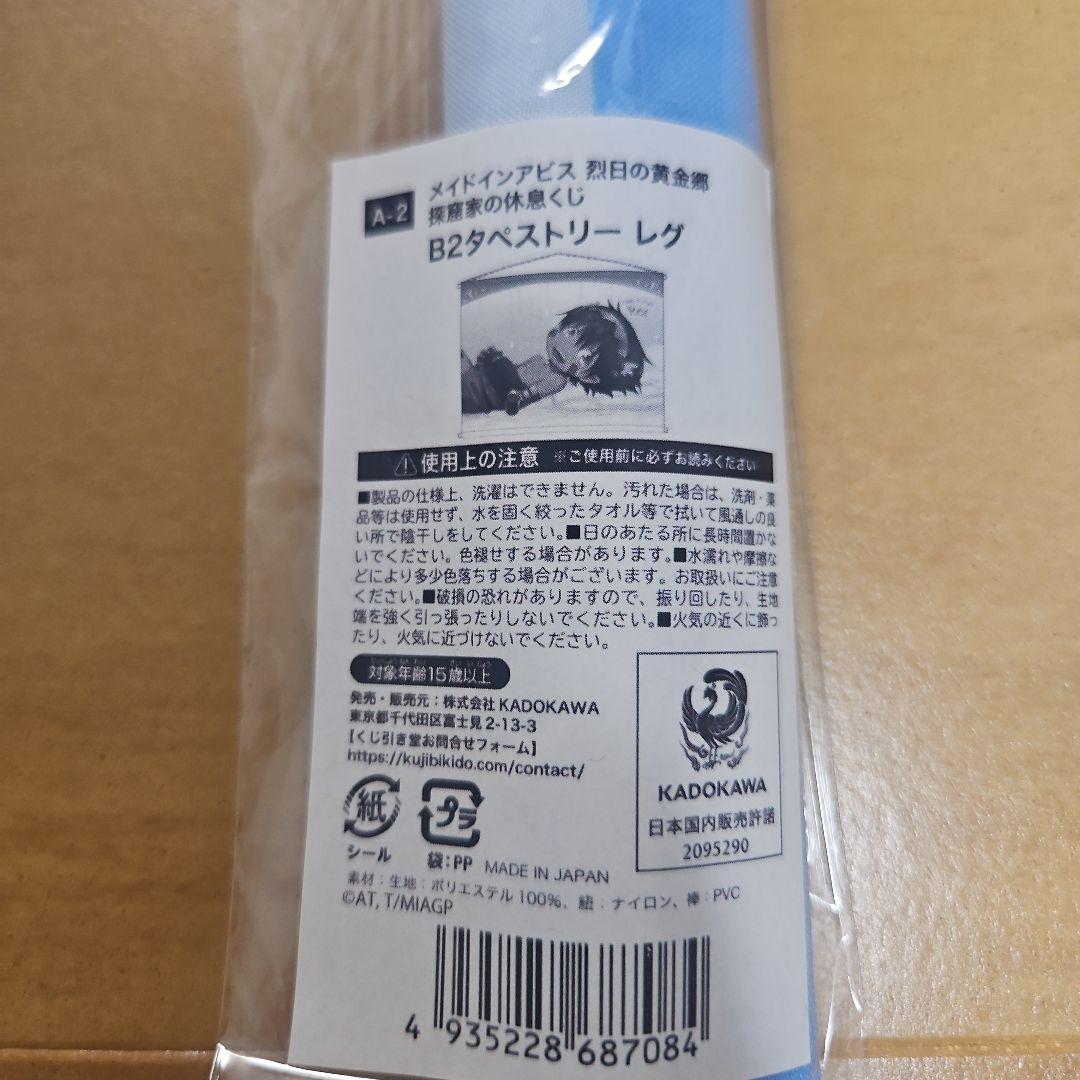 A-2
メイドインアビス 烈日の黄金郷
探窟家の休息くじ
B2タペストリー レグ
使用上の注意 ※ご使用前に必ずお読みください
■製品の仕様上、洗濯はできません。汚れた場合は、洗剤・薬
品等は使用せず、水を固く絞ったタオル等で拭いて風通しの良
い所で陰干しをしてください。■日のあたる所に長時間置かな
いでください。色褪せする場合があります。■水濡れや摩擦な
どにより多少色落ちする場合がございます。お取扱いにご注意
ください。■破損の恐れがありますので、振り回したり、生地
端を強く引っ張ったりしないでください。■火気の近くに飾っ
たり、火気に近づけないでください。
対象年齢15歳以上
発売・販売元：株式会社KADOKAWA
東京都千代田区富士見2-13-3
【くじ引き堂お問合せフォーム】
https://kujibikido.com/contact/
紙
シール
プラ
袋：PP
MADE IN JAPAN
KADOKAWA
日本国内販売許諾
2095290
素材：生地：ポリエステル100%、紐：ナイロン、棒：PVC
©AT, T/MIAGP
4 935228 687084